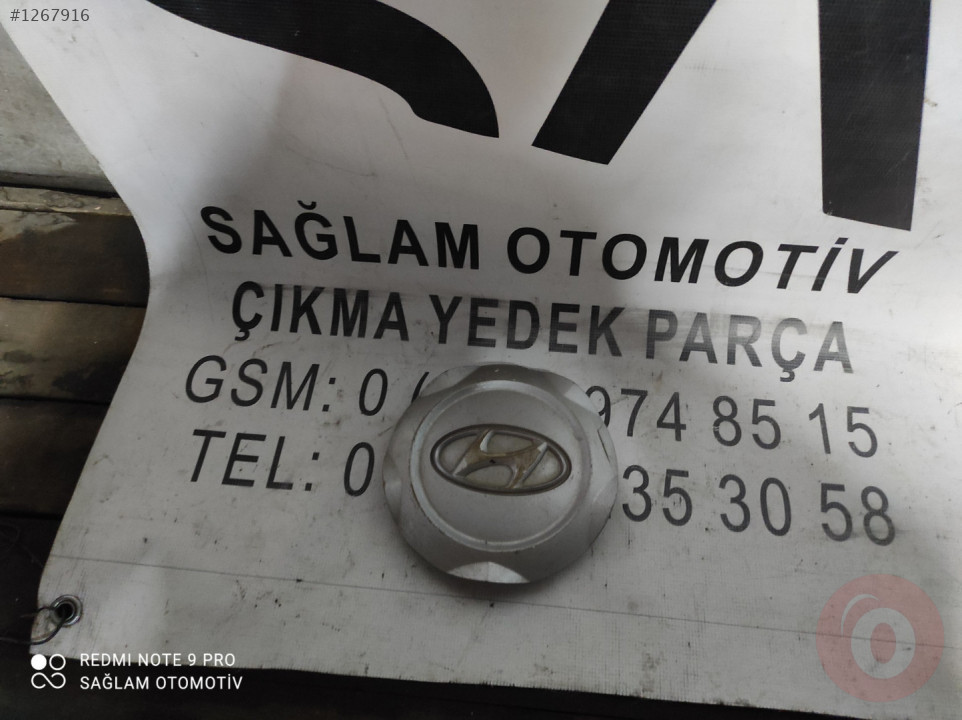 #1267916
SAĞLAM OTOMOTİV
ÇIKMA YEDEK PARÇA
GSM: 0 974 85 15
TEL: 0 35 30 58
REDMI NOTE 9 PRO
SAĞLAM OTOMOTİV